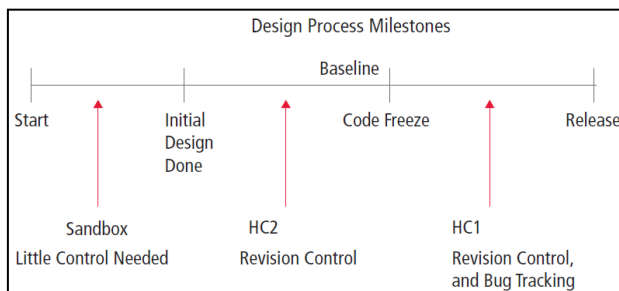 Design Process Milestones
Baseline
Start
Initial
Design
Done
Code Freeze
Release
Sandbox
Little Control Needed
HC2
Revision Control
HC1
Revision Control,
and Bug Tracking